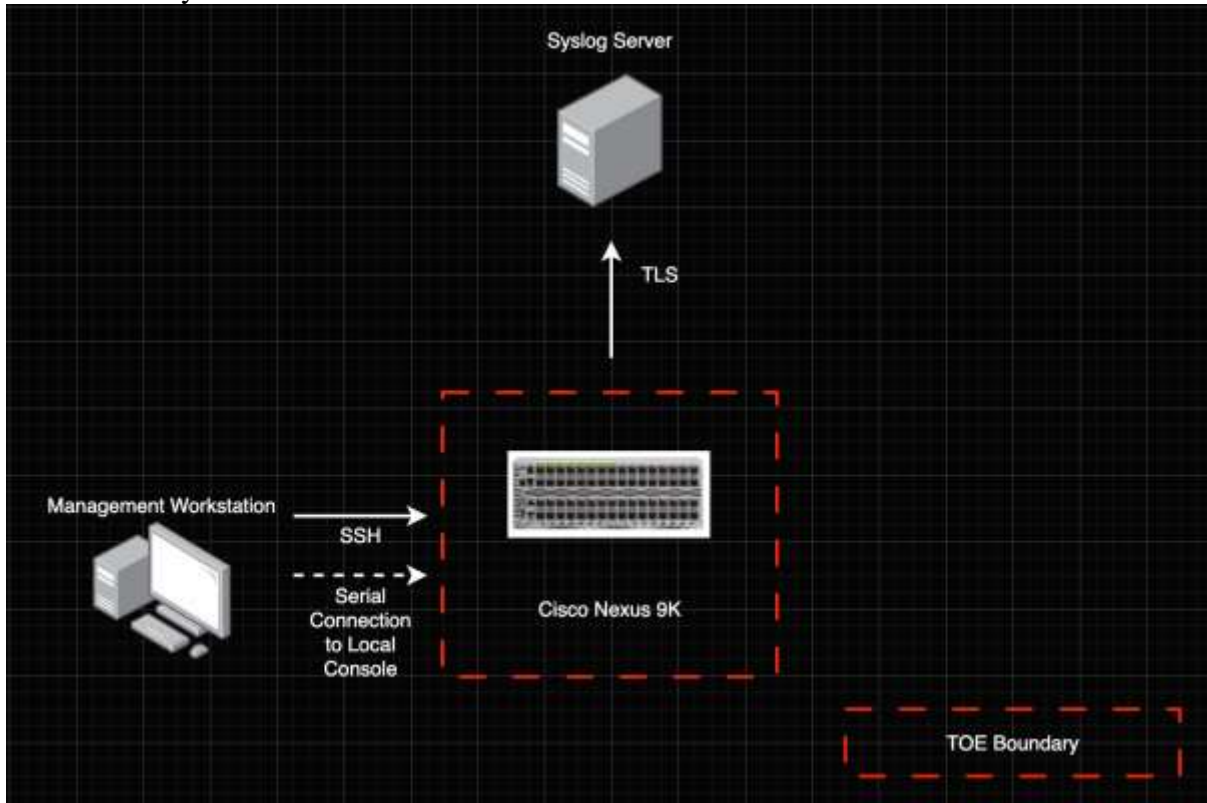 Syslog Server
TLS
Management Workstation
SSH
Serial
Connection
to Local
Console
Cisco Nexus 9K
TOE Boundary